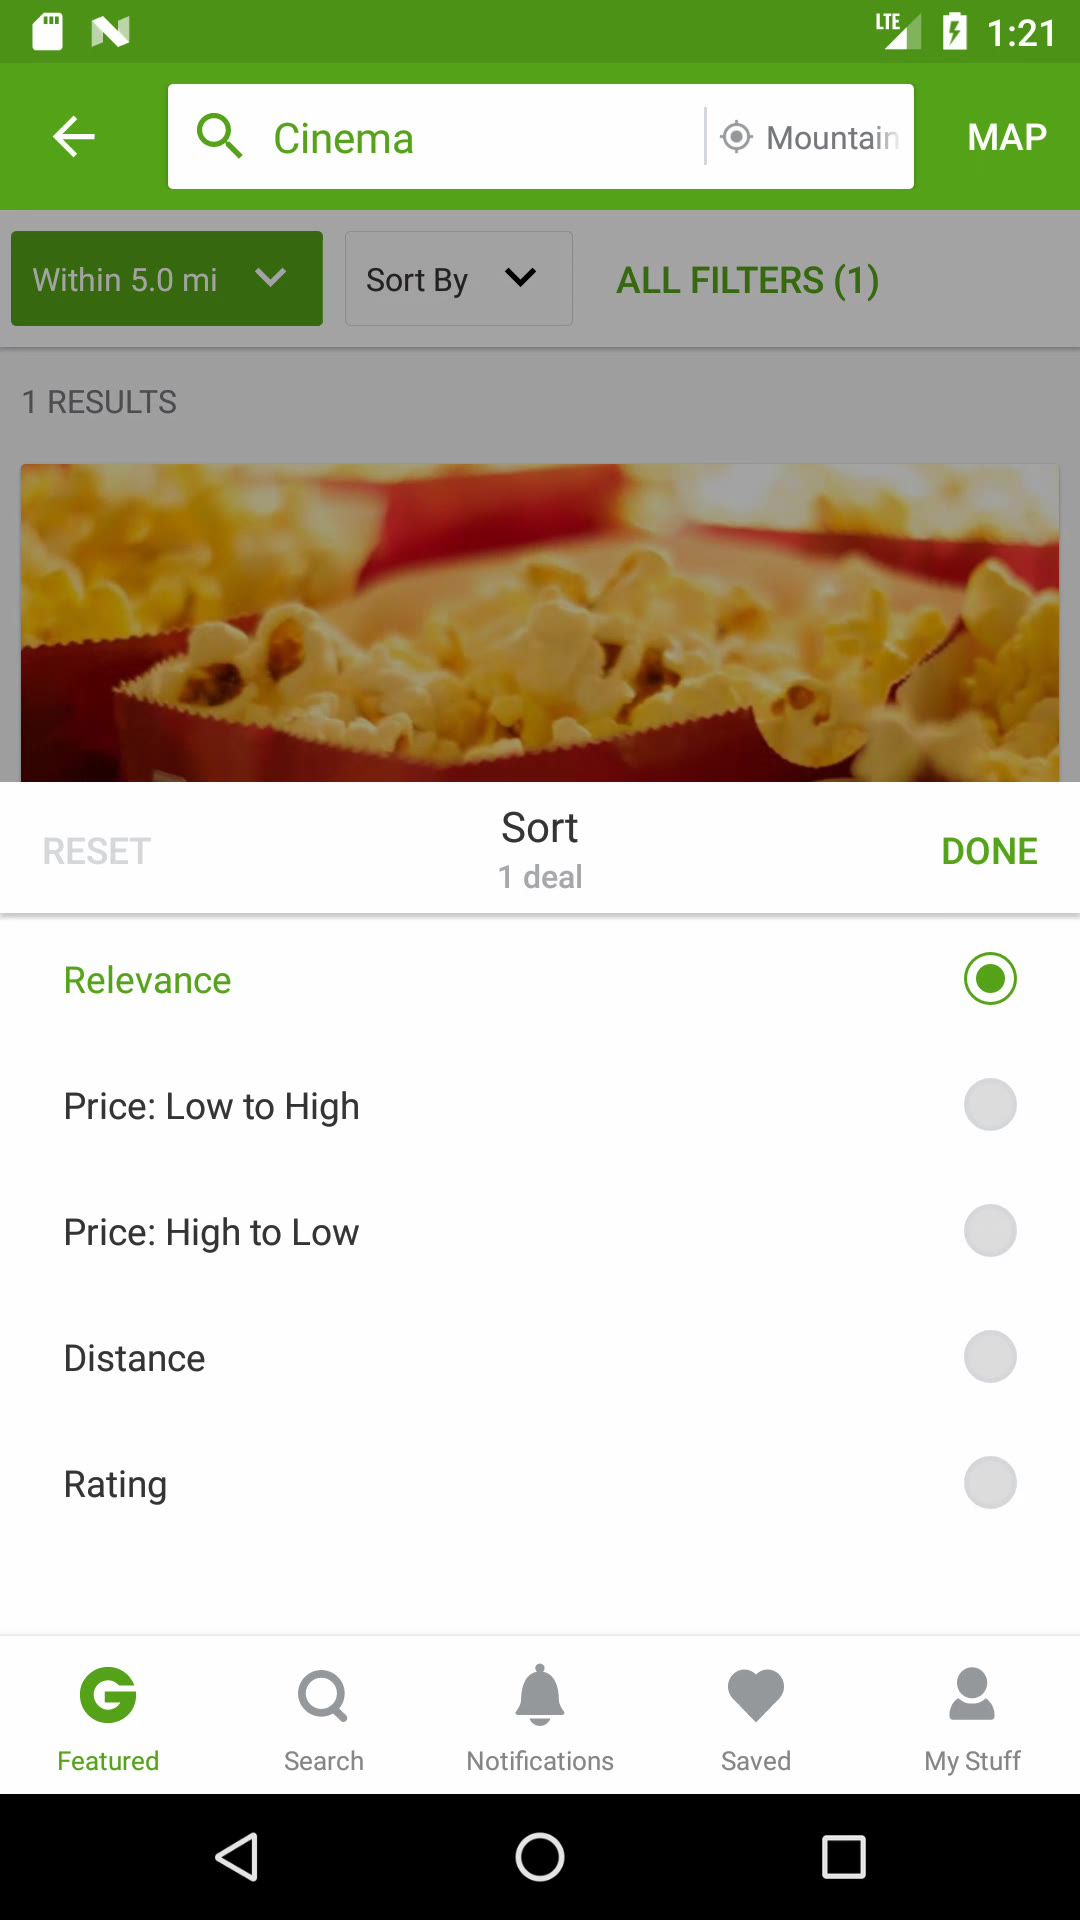 LTE 1:21
Cinema Mountain MAP
Within 5.0 mi Sort By ALL FILTERS (1)
1 RESULTS
RESET Sort DONE
1 deal
Relevance
Price: Low to High
Price: High to Low
Distance
Rating
Featured Search Notifications Saved My Stuff